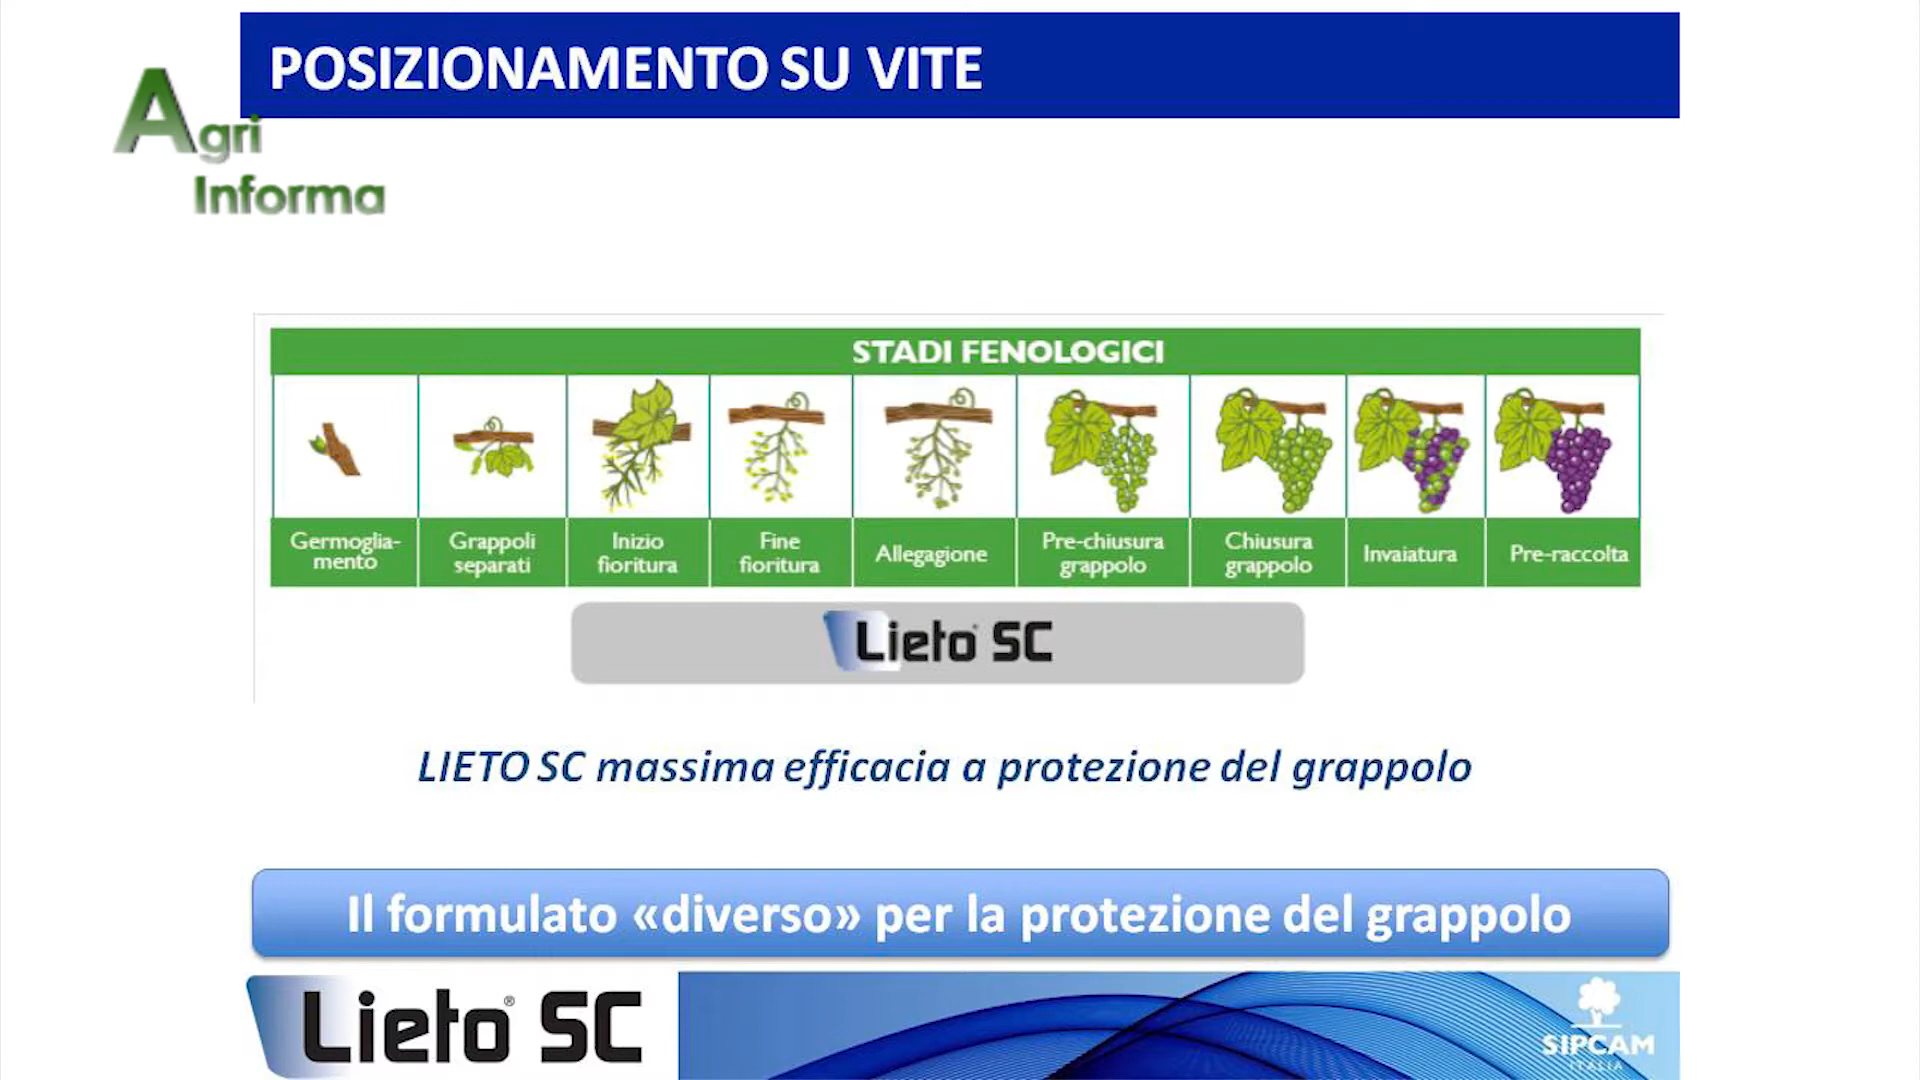 POSIZIONAMENTO SU VITE
Agri
Informa
STADI FENOLOGICI
Germoglia-
mento
Grappoli
separati
Inizio
fioritura
Fine
fioritura
Allegagione
Pre-chiusura
grappolo
Chiusura
grappolo
Invaiatura
Pre-raccolta
Lieto® SC
LIETO SC massima efficacia a protezione del grappolo
Il formulato «diverso» per la protezione del grappolo
Lieto® SC
SIPCAM
ITALIA